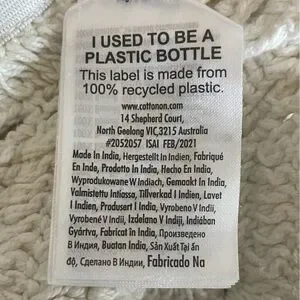 I USED TO BE A
PLASTIC BOTTLE
This label is made from
100% recycled plastic.
www.cottonon.com
14 Shepherd Court,
North Geelong VIC,3215 Australia
#2052057 ISAI FEB/2021
Made In India, Hergestellt In Indien, Fabriqué
En Inde, Prodotto In India, Hecho En India,
Wyprodukowane W Indiach, Gemaakt In India,
Valmistettu Intiassa, Tillverkad I Indien, Lavet
I Indien, Produsert I India, Vyrobeno V Indii,
Vyrobené V Indii, Izdelano V Indiji, Indiában
Gyártva, Fabricat în India, Произведено
В Индия, Buatan India, Sản Xuất Tại ấn
độ, Сделано В Индии, Fabricado Na